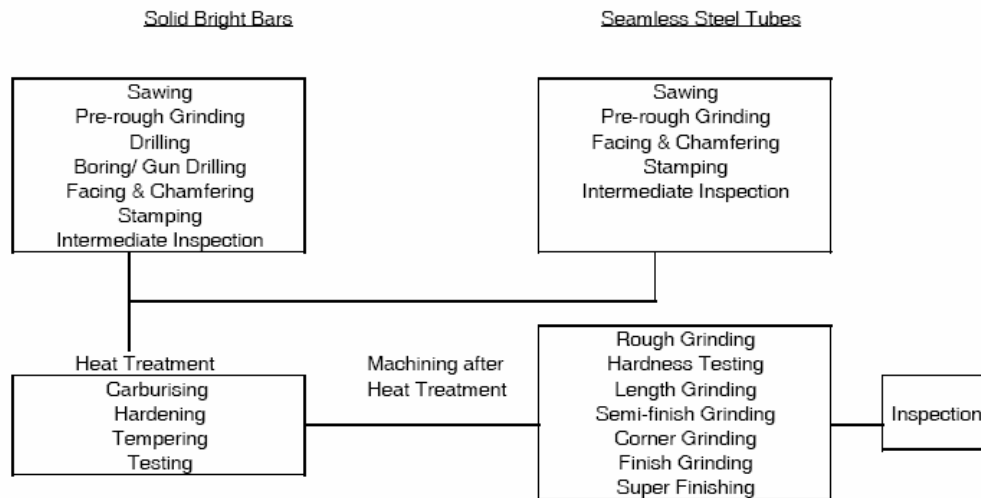 Solid Bright Bars
Seamless Steel Tubes
Sawing
Pre-rough Grinding
Drilling
Boring/ Gun Drilling
Facing & Chamfering
Stamping
Intermediate Inspection
Sawing
Pre-rough Grinding
Facing & Chamfering
Stamping
Intermediate Inspection
Heat Treatment
Carburising
Hardening
Tempering
Testing
Machining after
Heat Treatment
Rough Grinding
Hardness Testing
Length Grinding
Semi-finish Grinding
Corner Grinding
Finish Grinding
Super Finishing
Inspection